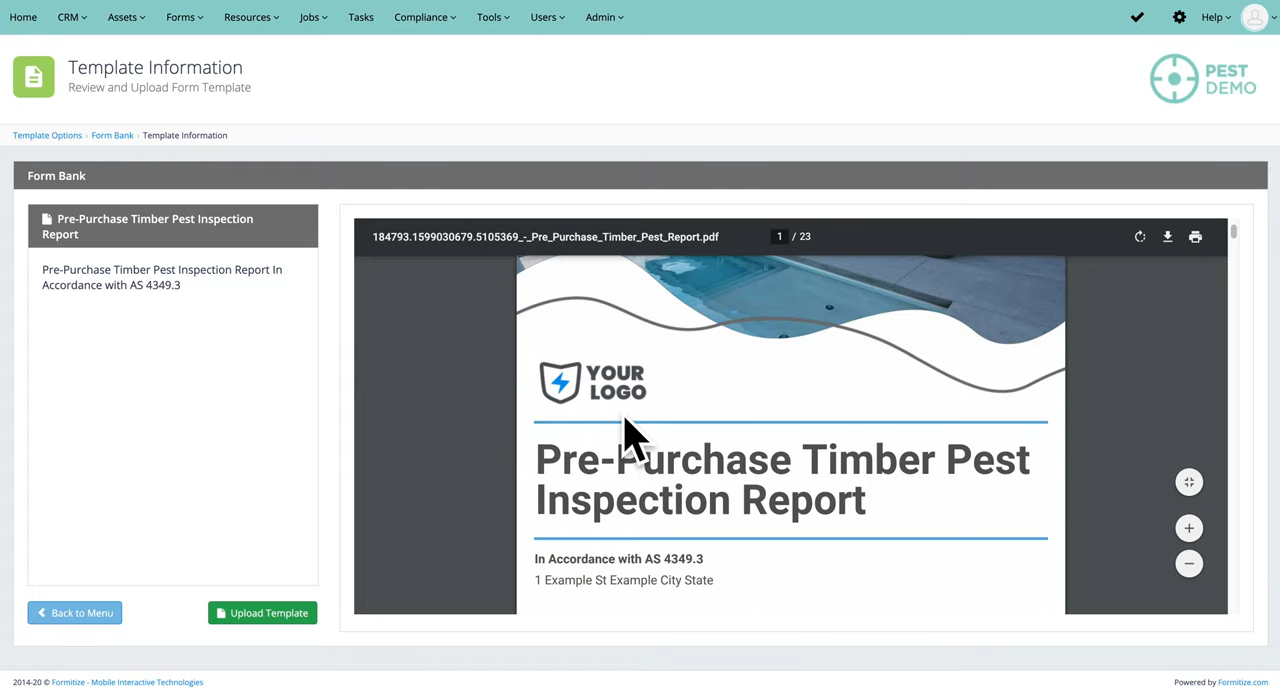 Home CRM Assets Forms Resources Jobs Tasks Compliance Tools Users Admin Help
Template Information
Review and Upload Form Template
PEST
DEMO
Template Options › Form Bank › Template Information
Form Bank
Pre-Purchase Timber Pest Inspection
Report
Pre-Purchase Timber Pest Inspection Report In
Accordance with AS 4349.3
Back to Menu
Upload Template
184793.1599030679.5105369_-_Pre_Purchase_Timber_Pest_Report.pdf 1 / 23
YOUR
LOGO
Pre-Purchase Timber Pest
Inspection Report
In Accordance with AS 4349.3
1 Example St Example City State
2014-20 © Formitize - Mobile Interactive Technologies
Powered by Formitize.com